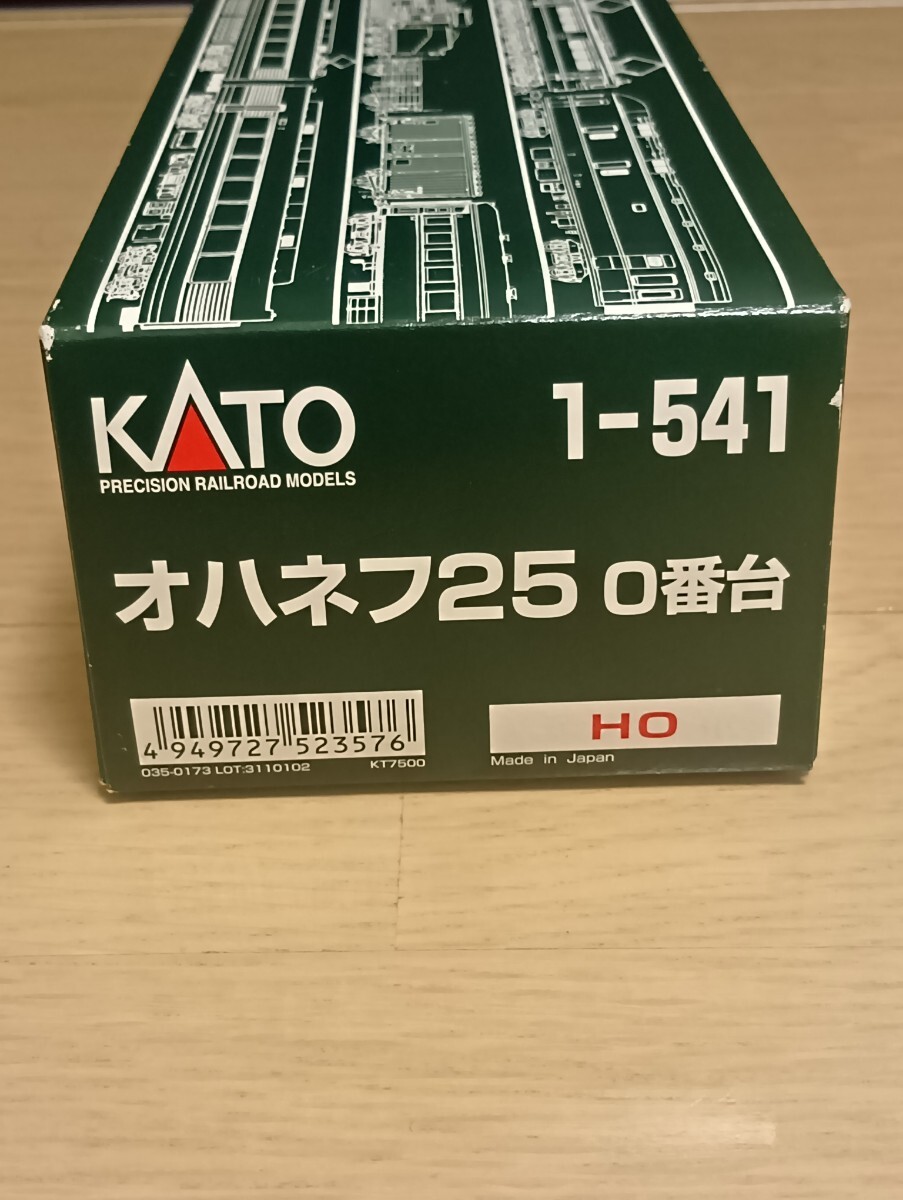 KATO
PRECISION RAILROAD MODELS
1-541
オハネフ25 0番台
4 949727 523576
035-0173 LOT:3110102
KT7500
HO
Made in Japan